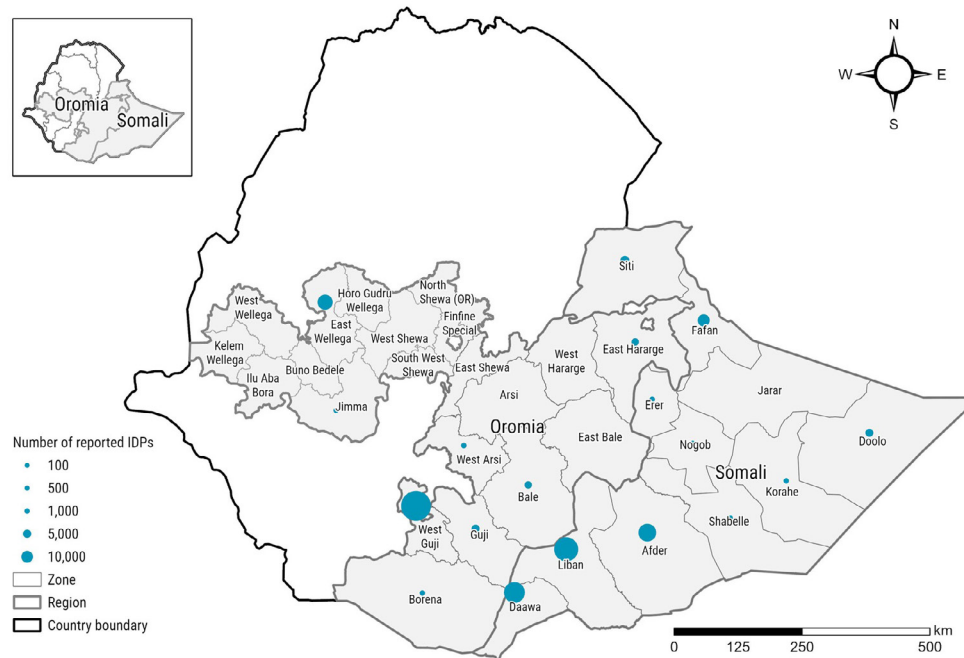 Oromia
Somali
N
W
E
S
Siti
North
Shewa (OR)
Horo Gudru
Wellega
West
Wellega
Finfine
Special
East
Wellega
West Shewa
Fafan
Kelem
Wellega
East Hararge
West
Hararge
Buno Bedele
South West
Shewa
East Shewa
Ilu Aba
Bora
Jimma
Arsi
Jarar
Erer
Oromia
East Bale
Nogob
Doolo
West Arsi
Somali
Bale
Korahe
Shabelle
West
Guji
Guji
Afder
Liban
Borena
Daawa
Number of reported IDPs
100
500
1,000
5,000
10,000
Zone
Region
Country boundary
km
0
125
250
500